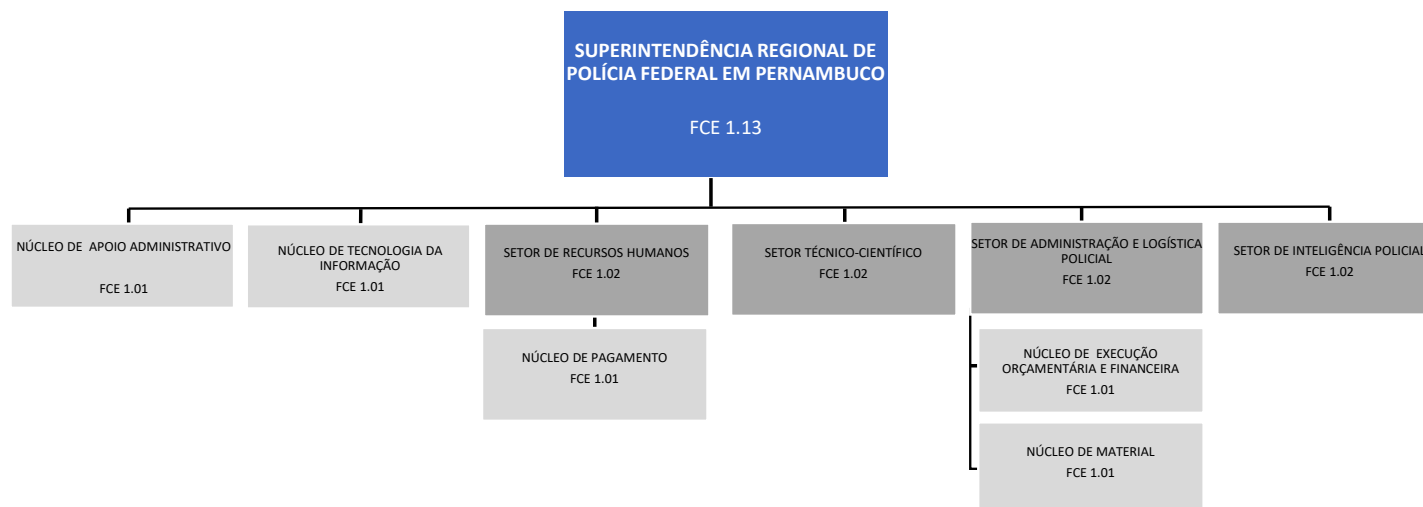 SUPERINTENDÊNCIA REGIONAL DE
POLÍCIA FEDERAL EM PERNAMBUCO
FCE 1.13
NÚCLEO DE APOIO ADMINISTRATIVO
FCE 1.01
NÚCLEO DE TECNOLOGIA DA
INFORMAÇÃO
FCE 1.01
SETOR DE RECURSOS HUMANOS
FCE 1.02
SETOR TÉCNICO-CIENTÍFICO
FCE 1.02
SETOR DE ADMINISTRAÇÃO E LOGÍSTICA
POLICIAL
FCE 1.02
SETOR DE INTELIGÊNCIA POLICIAL
FCE 1.02
NÚCLEO DE PAGAMENTO
FCE 1.01
NÚCLEO DE EXECUÇÃO
ORÇAMENTÁRIA E FINANCEIRA
FCE 1.01
NÚCLEO DE MATERIAL
FCE 1.01